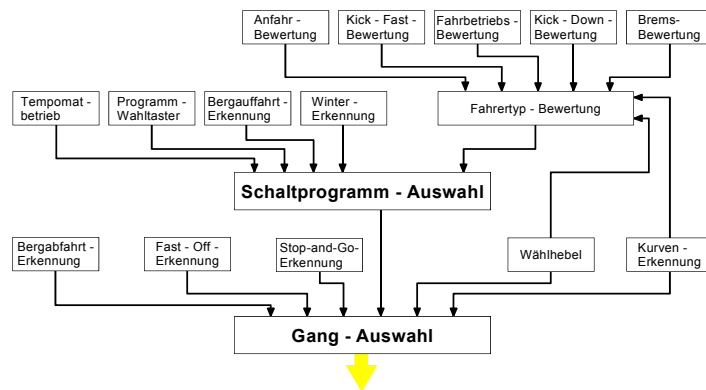 Anfahr -
Bewertung
Kick - Fast -
Bewertung
Fahrbetriebs -
Bewertung
Kick - Down -
Bewertung
Brems-
Bewertung
Tempomat -
betrieb
Programm -
Wahltaster
Bergauffahrt -
Erkennung
Winter -
Erkennung
Fahrertyp - Bewertung
Schaltprogramm - Auswahl
Bergabfahrt -
Erkennung
Fast - Off -
Erkennung
Stop-and-Go-
Erkennung
Wählhebel
Kurven -
Erkennung
Gang - Auswahl